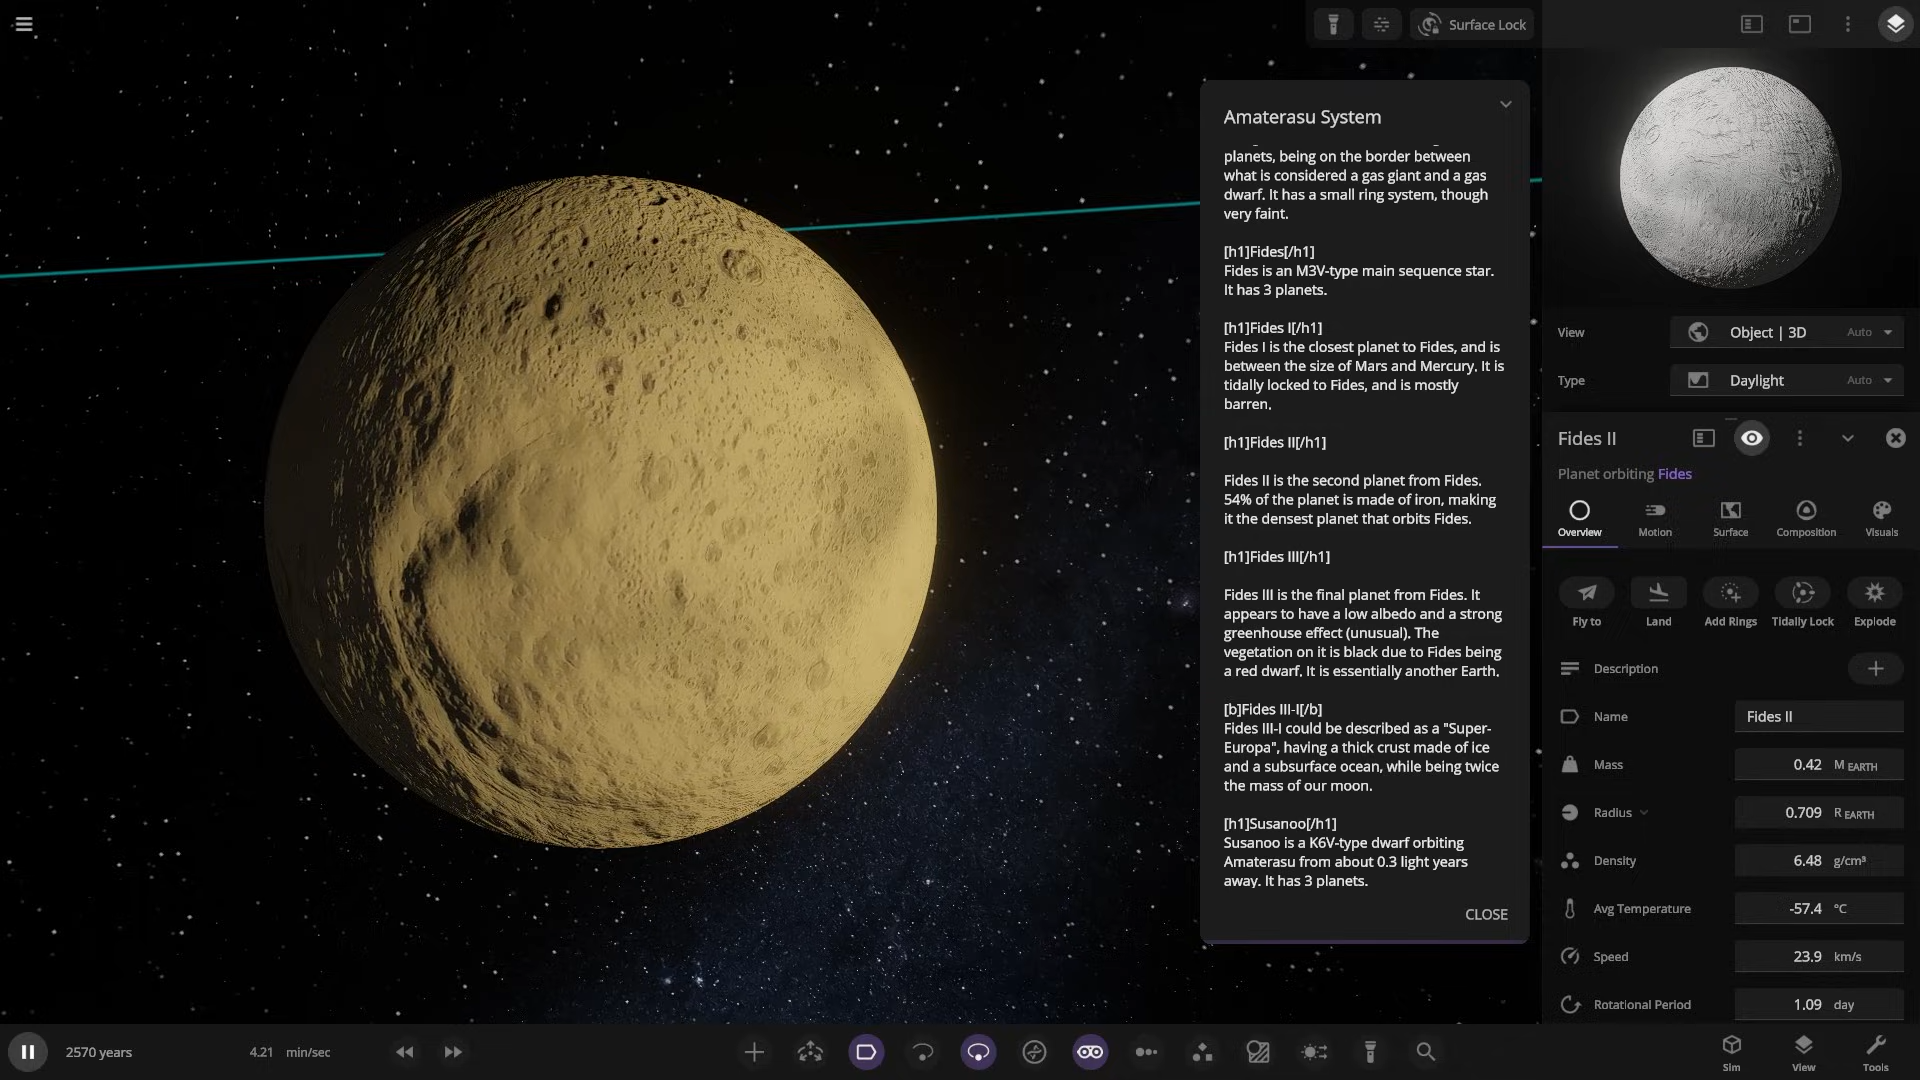 Surface Lock
Amaterasu System
planets, being on the border between
what is considered a gas giant and a gas
dwarf. It has a small ring system, though
very faint.
[h1]Fides[/h1]
Fides is an M3V-type main sequence star.
It has 3 planets.
[h1]Fides I[/h1]
Fides I is the closest planet to Fides, and is
between the size of Mars and Mercury. It is
tidally locked to Fides, and is mostly
barren.
[h1]Fides II[/h1]
Fides II is the second planet from Fides.
54% of the planet is made of iron, making
it the densest planet that orbits Fides.
[h1]Fides III[/h1]
Fides III is the final planet from Fides. It
appears to have a low albedo and a strong
greenhouse effect (unusual). The
vegetation on it is black due to Fides being
a red dwarf. It is essentially another Earth.
[b]Fides III-I[/b]
Fides III-I could be described as a "Super-
Europa", having a thick crust made of ice
and a subsurface ocean, while being twice
the mass of our moon.
[h1]Susanoo[/h1]
Susanoo is a K6V-type dwarf orbiting
Amaterasu from about 0.3 light years
away. It has 3 planets.
CLOSE
View Object | 3D Auto
Type Daylight Auto
Fides II
Planet orbiting Fides
Overview Motion Surface Composition Visuals
Fly to Land Add Rings Tidally Lock Explode
Description
Name Fides II
Mass 0.42 M EARTH
Radius 0.709 R EARTH
Density 6.48 g/cm³
Avg Temperature -57.4 °C
Speed 23.9 km/s
Rotational Period 1.09 day
2570 years 4.21 min/sec
Sim View Tools